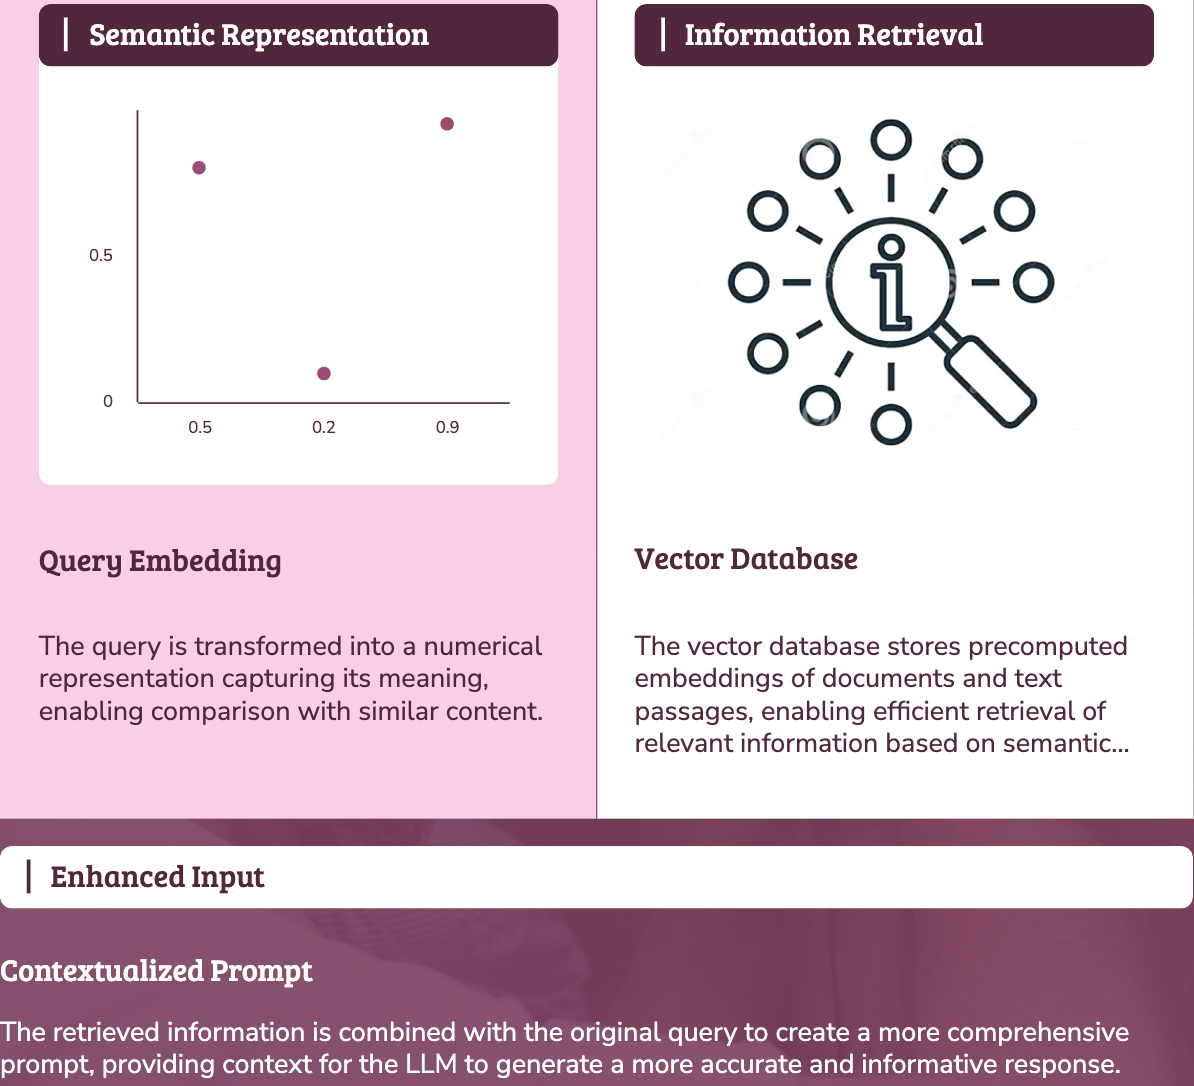 Semantic Representation
0.5
0
0.5 0.2 0.9
Query Embedding
The query is transformed into a numerical
representation capturing its meaning,
enabling comparison with similar content.
Information Retrieval
i
Vector Database
The vector database stores precomputed
embeddings of documents and text
passages, enabling efficient retrieval of
relevant information based on semantic...
Enhanced Input
Contextualized Prompt
The retrieved information is combined with the original query to create a more comprehensive
prompt, providing context for the LLM to generate a more accurate and informative response.